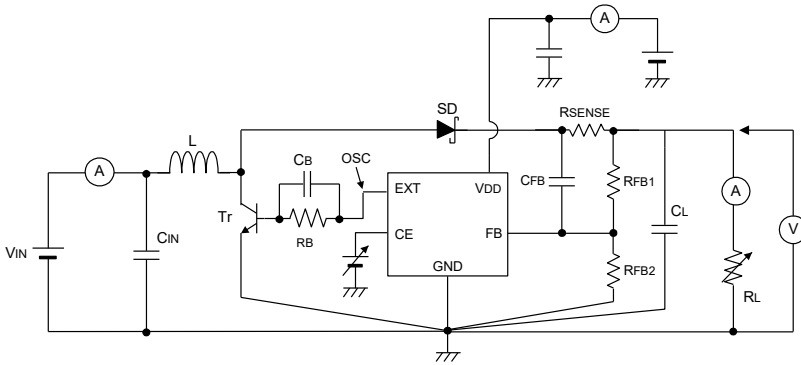 A
SD
RSENSE
L
A
CB
OSC
EXT
VDD
CFB
RFB1
CL
A
V
Tr
RB
CE
FB
CIN
VIN
GND
RFB2
RL